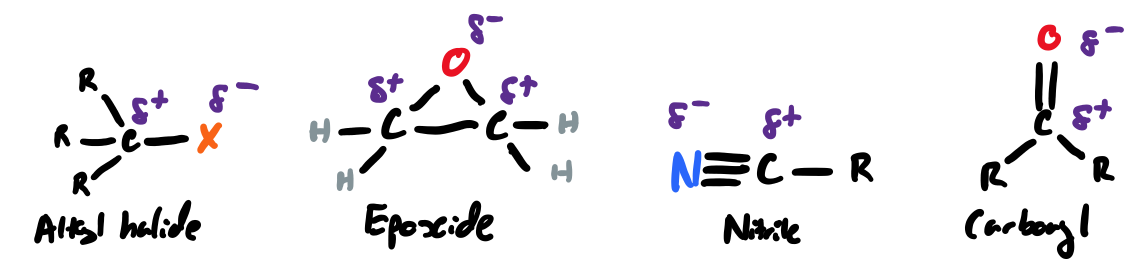 R
R
R
C
δ+
δ-
X
Alkyl halide
δ-
O
δ+
δ+
H
C
C
H
H
H
Epoxide
δ-
δ+
N≡C-R
Nitrile
O
δ-
C
δ+
R
R
Carbonyl